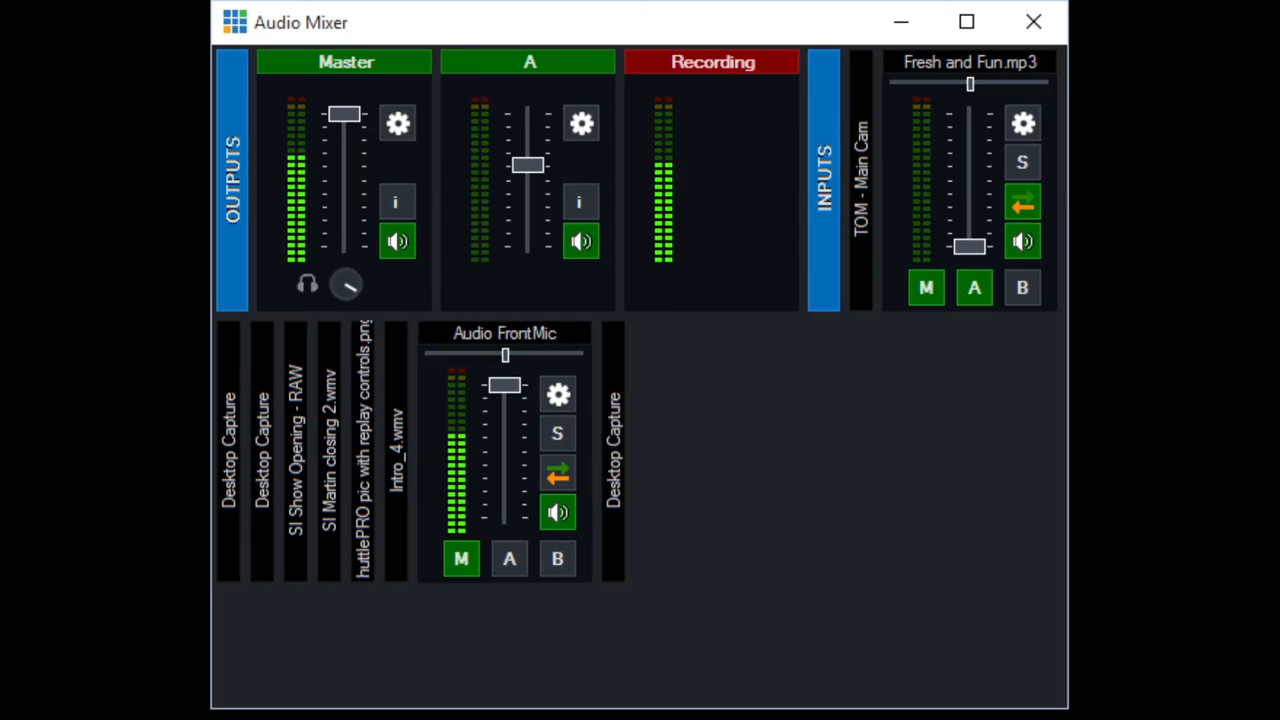 Audio Mixer
OUTPUTS
Master
i
A
i
Recording
INPUTS
TOM - Main Cam
Fresh and Fun.mp3
S
M A B
Desktop Capture
Desktop Capture
SI Show Opening - RAW
SI Martin closing 2.wmv
huttlePRO pic with replay controls.png
Intro_4.wmv
Audio FrontMic
S
M A B
Desktop Capture